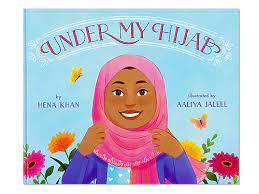 UNDER MY HIJAB
by
HENA KHAN
illustrated by
AALIYA JALEEL